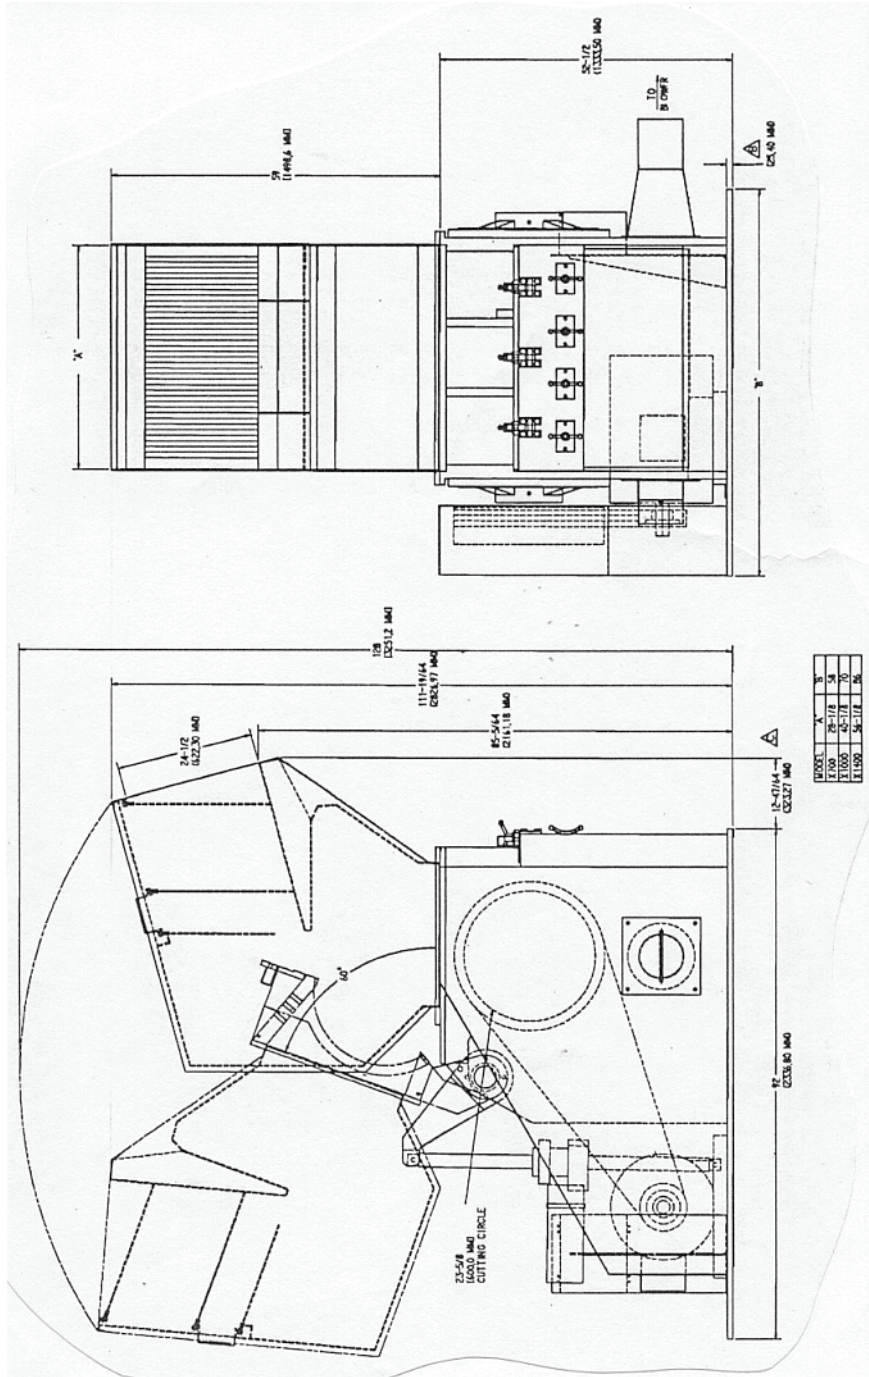 52-1/2
[1333,50 MM]
TO
BLOWER
B
[25,40 MM]
59
[1498,6 MM]
"A"
"B"
128
[3251,2 MM]
111-19/64
[2826,97 MM]
85-5/64
[2161,18 MM]
24-1/2
[622,30 MM]
C
12-47/64
[323,27 MM]
60°
92
[2336,80 MM]
23-5/8
[600,0 MM]
CUTTING CIRCLE
MODEL "A" "B"
X700 28-1/8 58
X1000 40-1/8 70
X1400 56-1/8 86